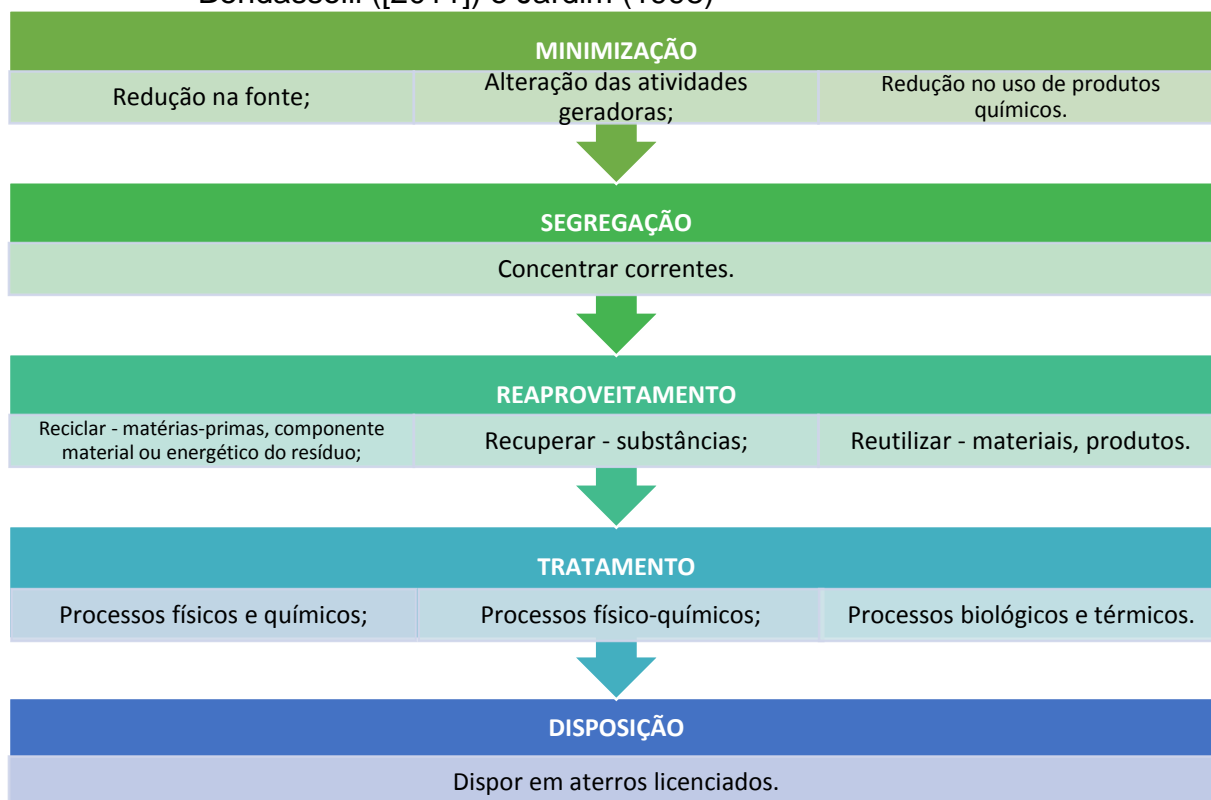 Bendassolli e Jardim
MINIMIZAÇÃO
Redução na fonte;
Alteração das atividades
geradoras;
Redução no uso de produtos
químicos.
SEGREGAÇÃO
Concentrar correntes.
REAPROVEITAMENTO
Reciclar - matérias-primas, componente
material ou energético do resíduo;
Recuperar - substâncias;
Reutilizar - materiais, produtos.
TRATAMENTO
Processos físicos e químicos;
Processos físico-químicos;
Processos biológicos e térmicos.
DISPOSIÇÃO
Dispor em aterros licenciados.